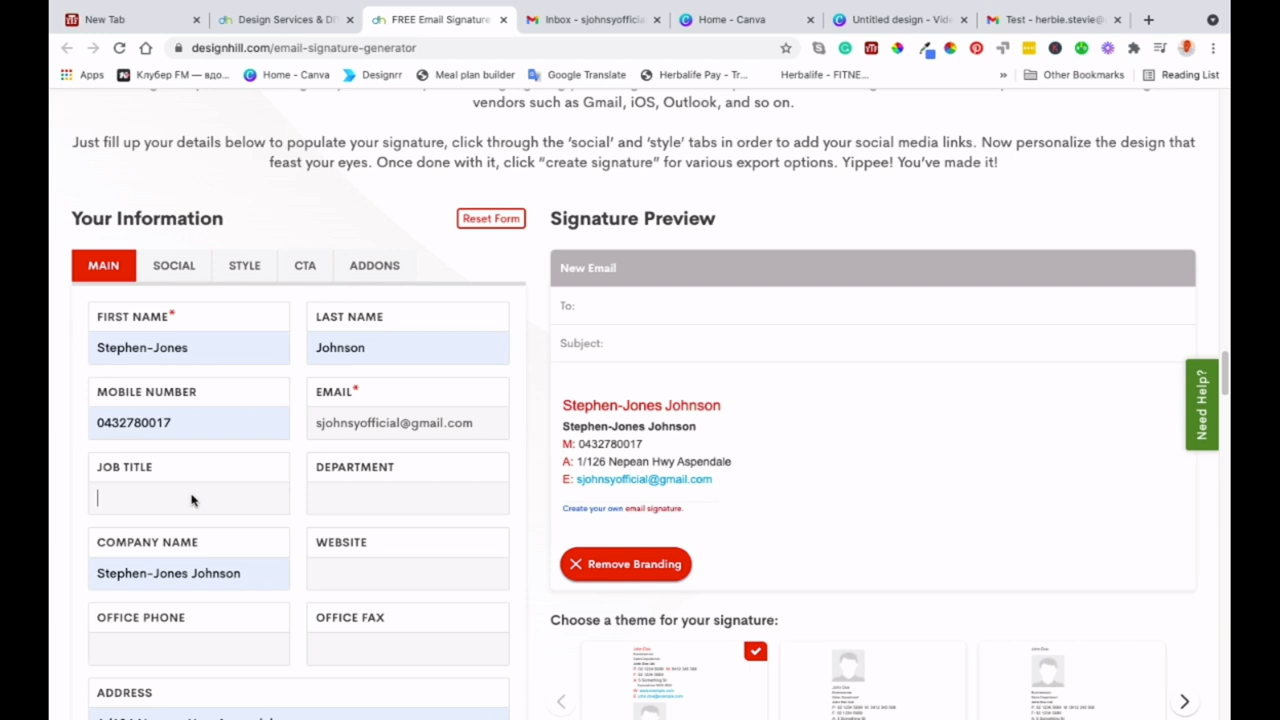 New Tab
Design Services & DI
FREE Email Signature
Inbox - sjohnsyofficia
Home - Canva
Untitled design - Vide
Test - herbie.stevie@
designhill.com/email-signature-generator
Apps
Клубер FM — вдо...
Home - Canva
Designrr
Meal plan builder
Google Translate
Herbalife Pay - Tr...
Herbalife - FITNE...
»
Other Bookmarks
Reading List
vendors such as Gmail, iOS, Outlook, and so on.
Just fill up your details below to populate your signature, click through the ‘social’ and ‘style’ tabs in order to add your social media links. Now personalize the design that
feast your eyes. Once done with it, click “create signature” for various export options. Yippee! You’ve made it!
Your Information
Reset Form
Signature Preview
MAIN
SOCIAL
STYLE
CTA
ADDONS
New Email
To:
Subject:
FIRST NAME*
LAST NAME
Stephen-Jones
Johnson
MOBILE NUMBER
EMAIL*
0432780017
sjohnsyofficial@gmail.com
JOB TITLE
DEPARTMENT
COMPANY NAME
WEBSITE
Stephen-Jones Johnson
OFFICE PHONE
OFFICE FAX
ADDRESS
Stephen-Jones Johnson
Stephen-Jones Johnson
M: 0432780017
A: 1/126 Nepean Hwy Aspendale
E: sjohnsyofficial@gmail.com
Create your own email signature.
Remove Branding
Need Help?
Choose a theme for your signature:
John Doe
John Doe
John Doe